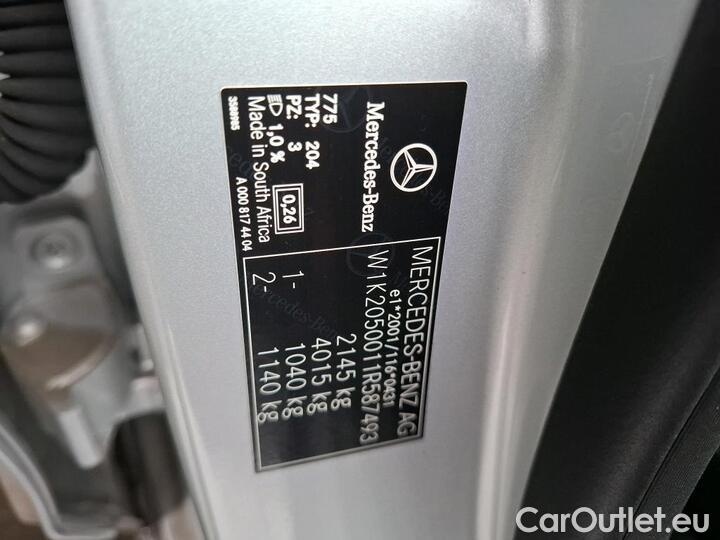 Mercedes-Benz
775
TYP: 204
PZ: 3
1,0 %
0,26
Made in South Africa
3580985
A 000 817 44 04
MERCEDES-BENZ AG
e1*2001/116*0431
W1K2050011R587493
2145 kg
4015 kg
1- 1040 kg
2- 1140 kg
CarOutlet.eu